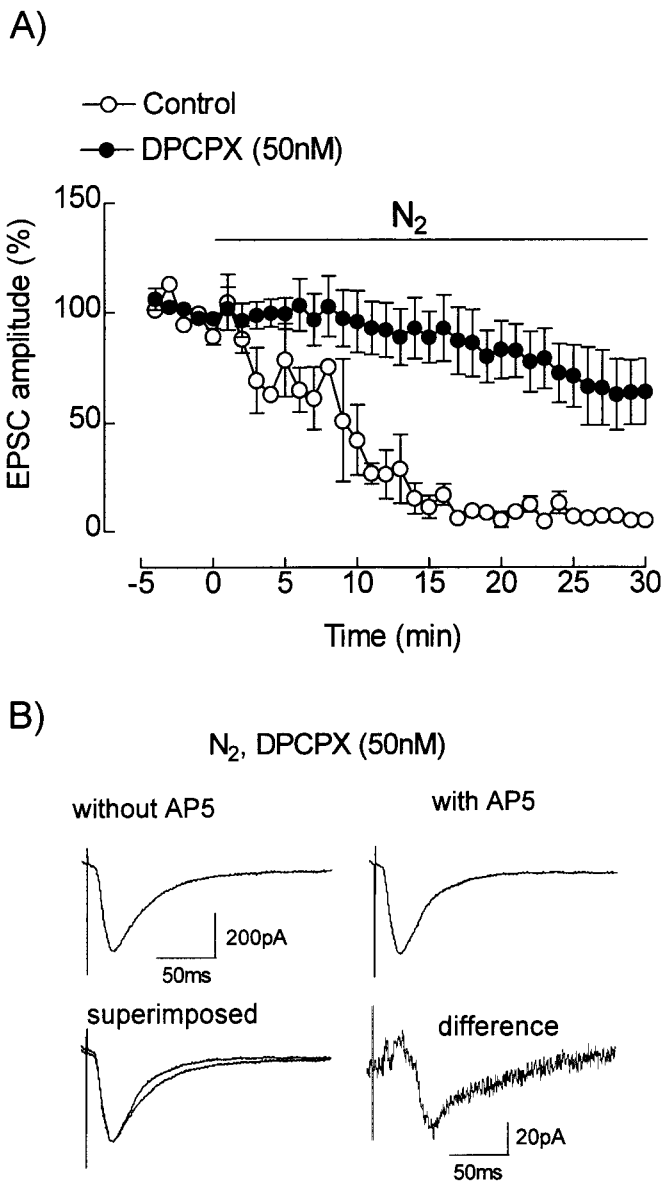 A)
Control
DPCPX (50nM)
150
100
50
0
EPSC amplitude (%)
N2
-5 0 5 10 15 20 25 30
Time (min)
B)
N2, DPCPX (50nM)
without AP5
with AP5
200pA
50ms
superimposed
difference
20pA
50ms